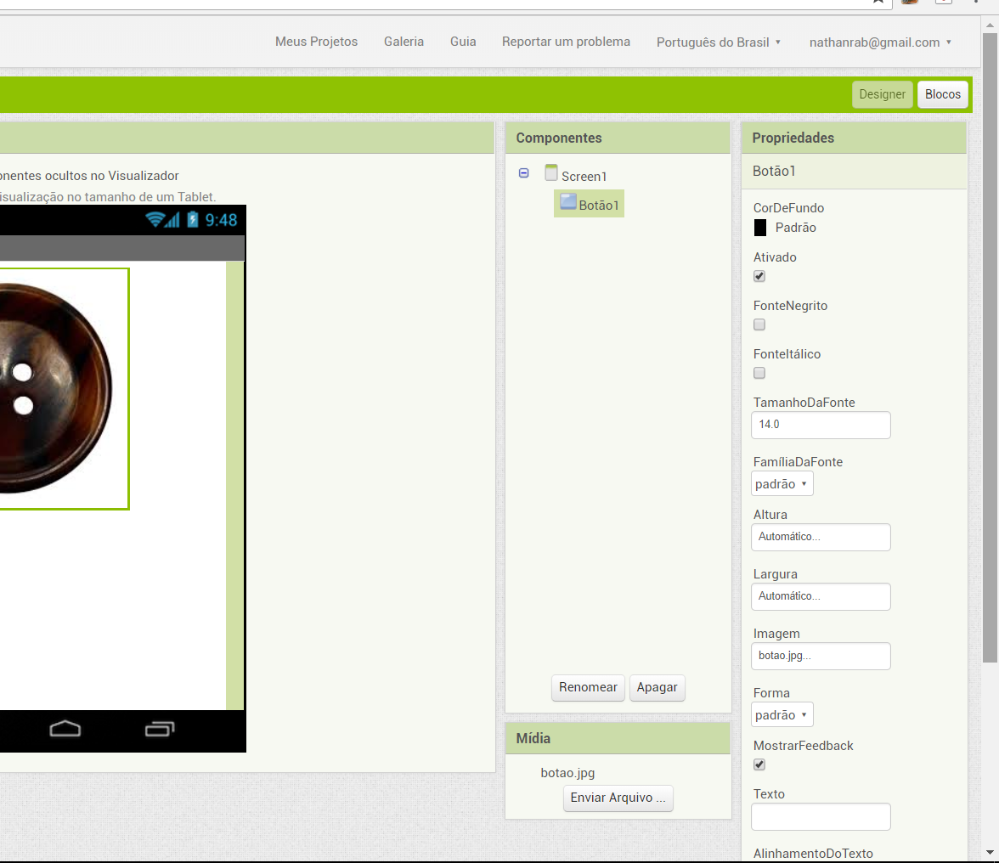 Meus Projetos Galeria Guia Reportar um problema Português do Brasil ▾ nathanrab@gmail.com ▾
Designer Blocos
nentes ocultos no Visualizador
isualização no tamanho de um Tablet.
9:48
Componentes
Screen1
Botão1
Renomear Apagar
Mídia
botao.jpg
Enviar Arquivo ...
Propriedades
Botão1
CorDeFundo
Padrão
Ativado
FonteNegrito
FonteItálico
TamanhoDaFonte
14.0
FamíliaDaFonte
padrão ▾
Altura
Automático...
Largura
Automático...
Imagem
botao.jpg...
Forma
padrão ▾
MostrarFeedback
Texto
AlinhamentoDoTexto